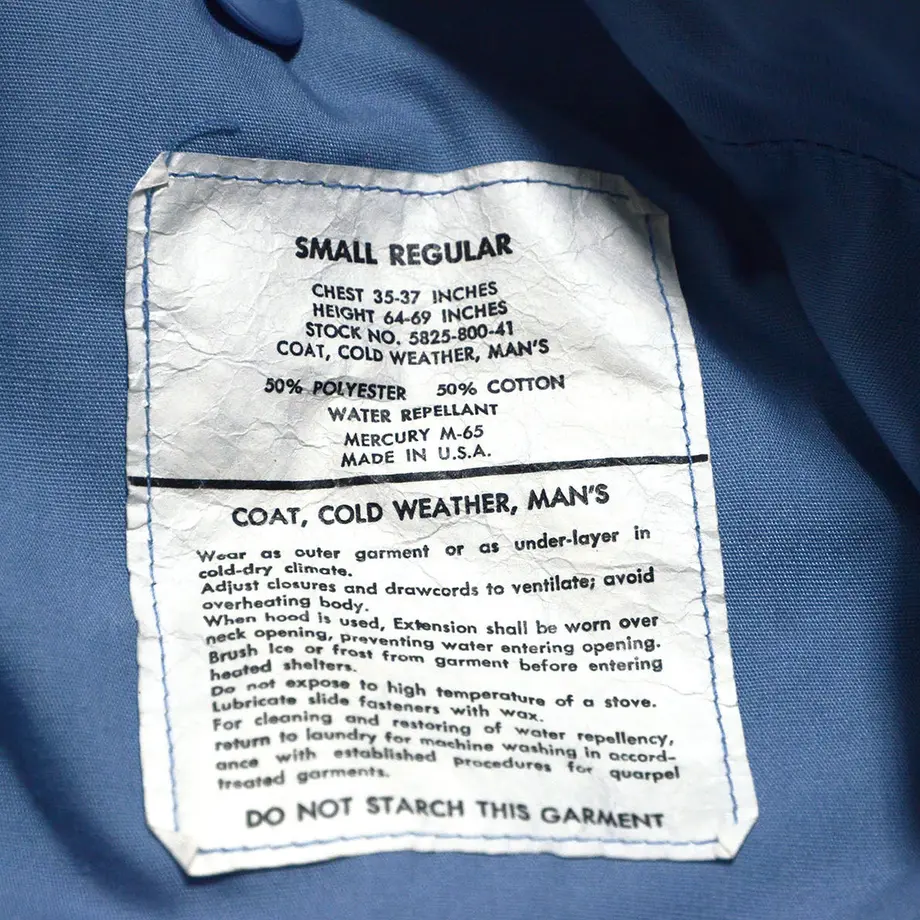 SMALL REGULAR
CHEST 35-37 INCHES
HEIGHT 64-69 INCHES
STOCK NO. 5825-800-41
COAT, COLD WEATHER, MAN'S
50% POLYESTER 50% COTTON
WATER REPELLANT
MERCURY M-65
MADE IN U.S.A.
COAT, COLD WEATHER, MAN'S
Wear as outer garment or as under-layer in
cold-dry climate.
Adjust closures and drawcords to ventilate; avoid
overheating body.
When hood is used, Extension shall be worn over
neck opening, preventing water entering opening.
Brush Ice or frost from garment before entering
heated shelters.
Do not expose to high temperature of a stove.
Lubricate slide fasteners with wax.
For cleaning and restoring of water repellency,
return to laundry for machine washing in accord-
ance with established procedures for quarpel
treated garments.
DO NOT STARCH THIS GARMENT